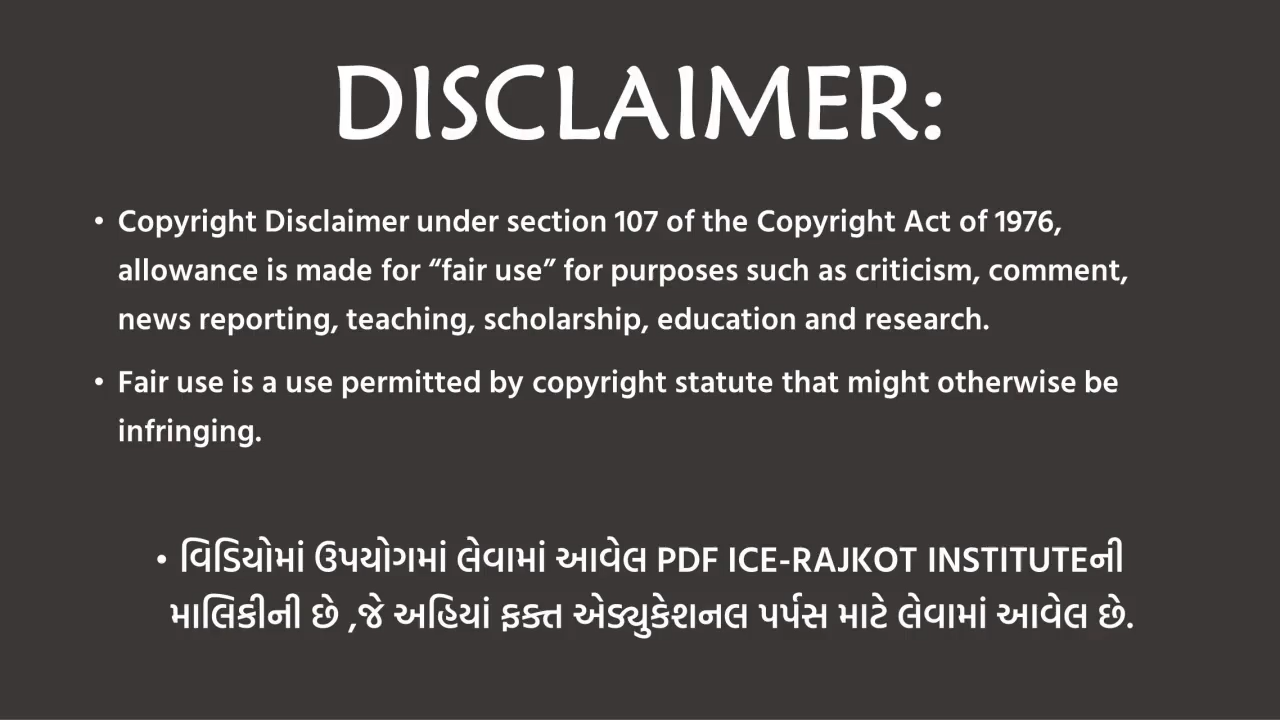 DISCLAIMER:
• Copyright Disclaimer under section 107 of the Copyright Act of 1976,
allowance is made for “fair use” for purposes such as criticism, comment,
news reporting, teaching, scholarship, education and research.
• Fair use is a use permitted by copyright statute that might otherwise be
infringing.
• વિડિયોમાં ઉપયોગમાં લેવામાં આવેલ PDF ICE-RAJKOT INSTITUTEની
માલિકીની છે ,જે અહિયાં ફક્ત એડ્યુકેશનલ પર્પસ માટે લેવામાં આવેલ છે.